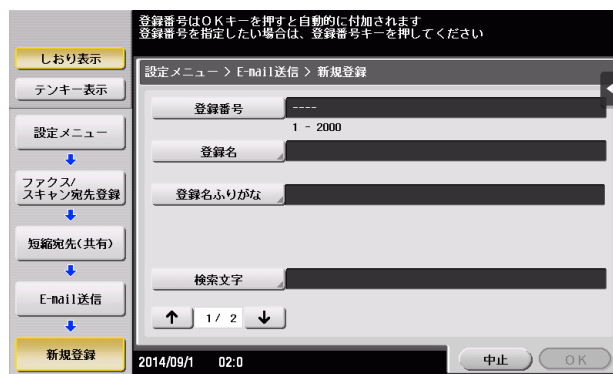 登録番号はOKキーを押すと自動的に付加されます
登録番号を指定したい場合は、登録番号キーを押してください
しおり表示
テンキー表示
設定メニュー
ファクス/
スキャン宛先登録
短縮宛先(共有)
E-mail送信
新規登録
設定メニュー > E-mail送信 > 新規登録
登録番号 ----
1 - 2000
登録名
登録名ふりがな
検索文字
↑ 1/ 2 ↓
2014/09/1 02:0
中止 OK